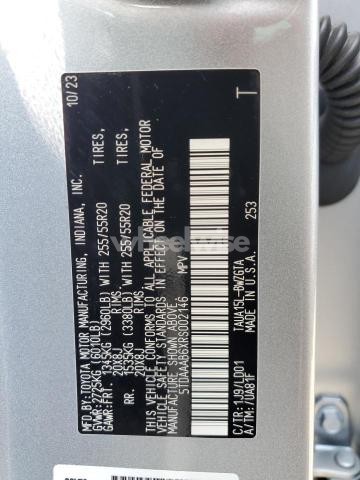 MFD.BY:TOYOTA MOTOR MANUFACTURING, INDIANA, INC. 10/23
GVWR:2725KG(6010LB)
GAWR:FRT. 1345KG(2960LB)WITH 255/55R20 TIRES,
20X8J RIMS
RR. 1535KG(3380LB)WITH 255/55R20 TIRES,
20X8J RIMS
THIS VEHICLE CONFORMS TO ALL APPLICABLE FEDERAL MOTOR
VEHICLE SAFETY STANDARDS IN EFFECT ON THE DATE OF
MANUFACTURE SHOWN ABOVE.
5TDAAAB6XRS002146 MPV
T
253
C/TR:1J9/LD01 TAUA15L-BWZGTA
A/TM:/UA81F MADE IN U.S.A.
wheelwise